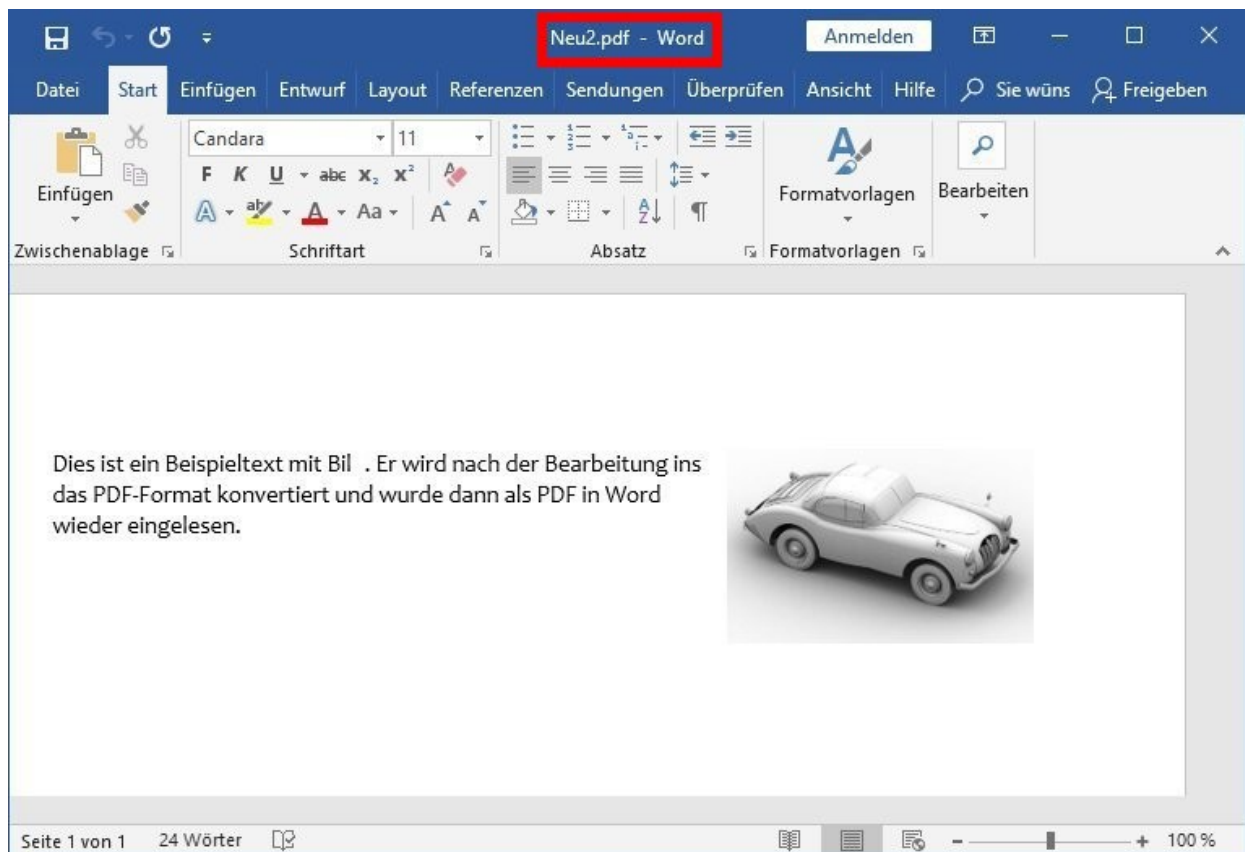 Neu2.pdf - Word
Anmelden
Datei Start Einfügen Entwurf Layout Referenzen Sendungen Überprüfen Ansicht Hilfe Sie wüns Freigeben
Candara 11
F K U abc x₂ x²
Aa A A
Einfügen
Formatvorlagen
Bearbeiten
Zwischenablage Schriftart Absatz Formatvorlagen
Dies ist ein Beispieltext mit Bil . Er wird nach der Bearbeitung ins
das PDF-Format konvertiert und wurde dann als PDF in Word
wieder eingelesen.
Seite 1 von 1 24 Wörter 100 %